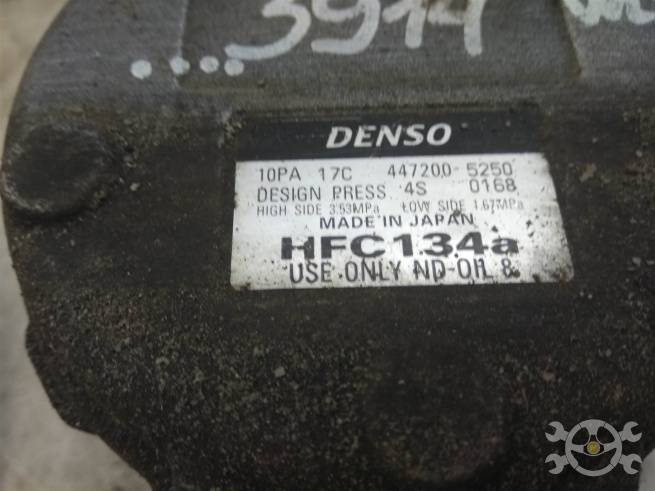 ....3914
DENSO
10PA 17C 447200-5250
DESIGN PRESS 4S 0168
HIGH SIDE 3.53MPa LOW SIDE 1.67MPa
MADE IN JAPAN
HFC134a
USE ONLY ND-OIL 8